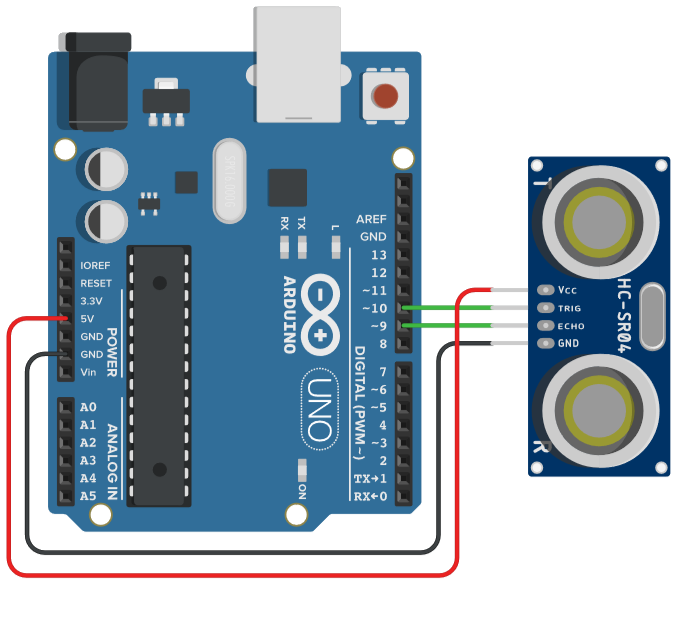 AREF
GND
13
12
~11
~10
~9
8
7
~6
~5
4
~3
2
TX→1
RX←0
RX
TX
L
ARDUINO
UNO
ON
DIGITAL (PWM~)
IOREF
RESET
3.3V
5V
GND
GND
Vin
POWER
A0
A1
A2
A3
A4
A5
ANALOG IN
T
VCC
TRIG
ECHO
GND
HC-SR04
R